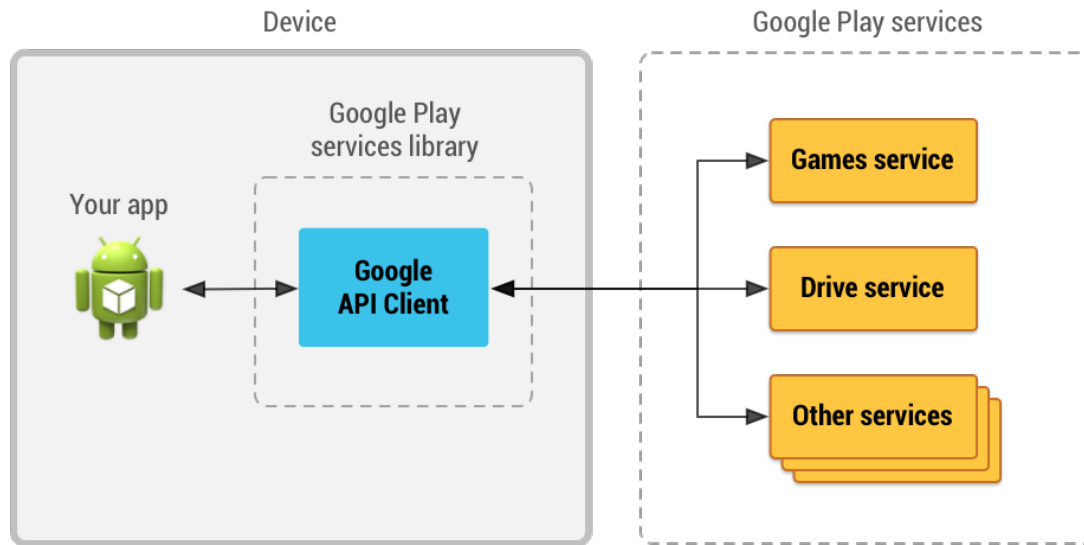 Device
Google Play services
Google Play
services library
Your app
Google
API Client
Games service
Drive service
Other services